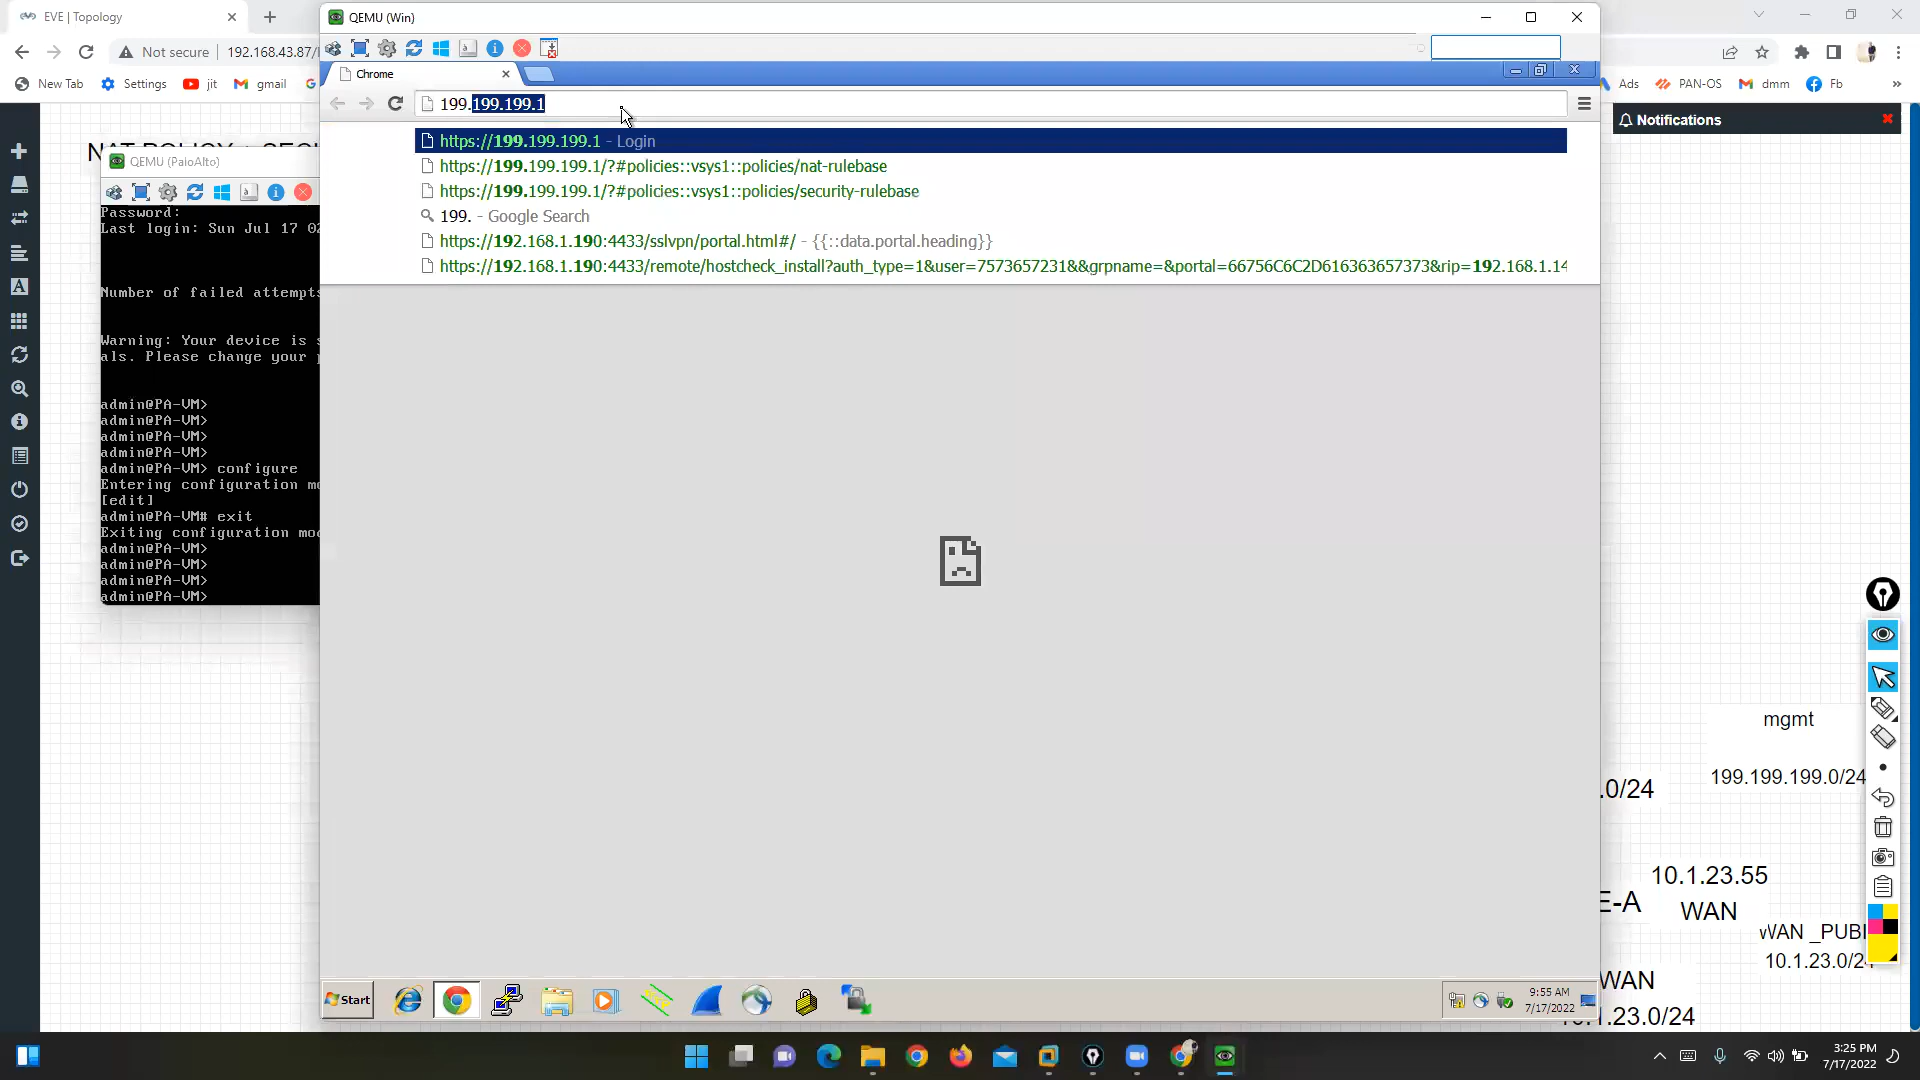 EVE | Topology
Not secure
192.168.43.87/
New Tab
Settings
jit
gmail
Ads
PAN-OS
dmm
Fb
»
Notifications
QEMU (PaioAlto)
Password:
Last login: Sun Jul 17 02
Number of failed attempts
Warning: Your device is s
als. Please change your p
admin@PA-VM>
admin@PA-VM>
admin@PA-VM>
admin@PA-VM>
admin@PA-VM> configure
Entering configuration mo
[edit]
admin@PA-VM# exit
Exiting configuration mod
admin@PA-VM>
admin@PA-VM>
admin@PA-VM>
admin@PA-VM>
QEMU (Win)
Chrome
199.199.199.1
https://199.199.199.1 - Login
https://199.199.199.1/?#policies::vsys1::policies/nat-rulebase
https://199.199.199.1/?#policies::vsys1::policies/security-rulebase
199. - Google Search
https://192.168.1.190:4433/sslvpn/portal.html#/ - {{::data.portal.heading}}
https://192.168.1.190:4433/remote/hostcheck_install?auth_type=1&user=7573657231&&grpname=&portal=66756C6C2D616363657373&rip=192.168.1.14
Start
9:55 AM
7/17/2022
mgmt
199.199.199.0/24
.0/24
10.1.23.55
E-A
WAN
WAN _PUBI
10.1.23.0/24
WAN
10.1.23.0/24
3:25 PM
7/17/2022